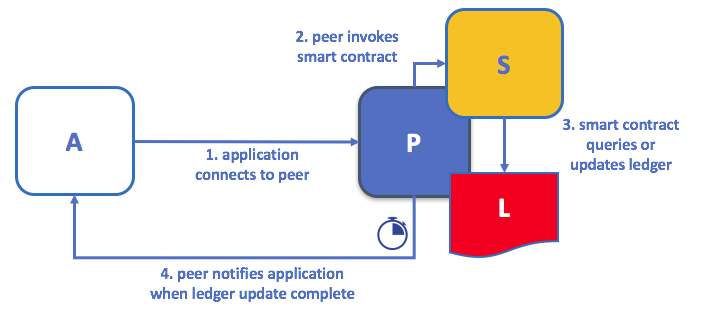 2. peer invokes
smart contract
S
A
P
1. application
connects to peer
3. smart contract
queries or
updates ledger
L
4. peer notifies application
when ledger update complete